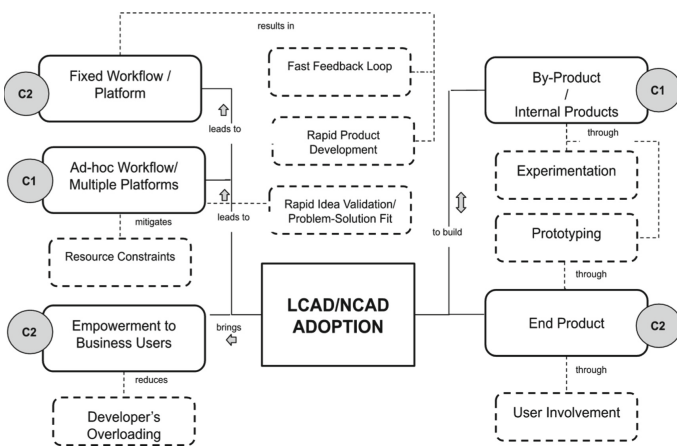 results in
C2
Fixed Workflow /
Platform
leads to
Fast Feedback Loop
Rapid Product
Development
C1
Ad-hoc Workflow/
Multiple Platforms
mitigates
leads to
Rapid Idea Validation/
Problem-Solution Fit
Resource Constraints
C2
Empowerment to
Business Users
brings
reduces
Developer's
Overloading
LCAD/NCAD
ADOPTION
to build
By-Product
/
Internal Products
C1
through
Experimentation
Prototyping
through
End Product
C2
through
User Involvement